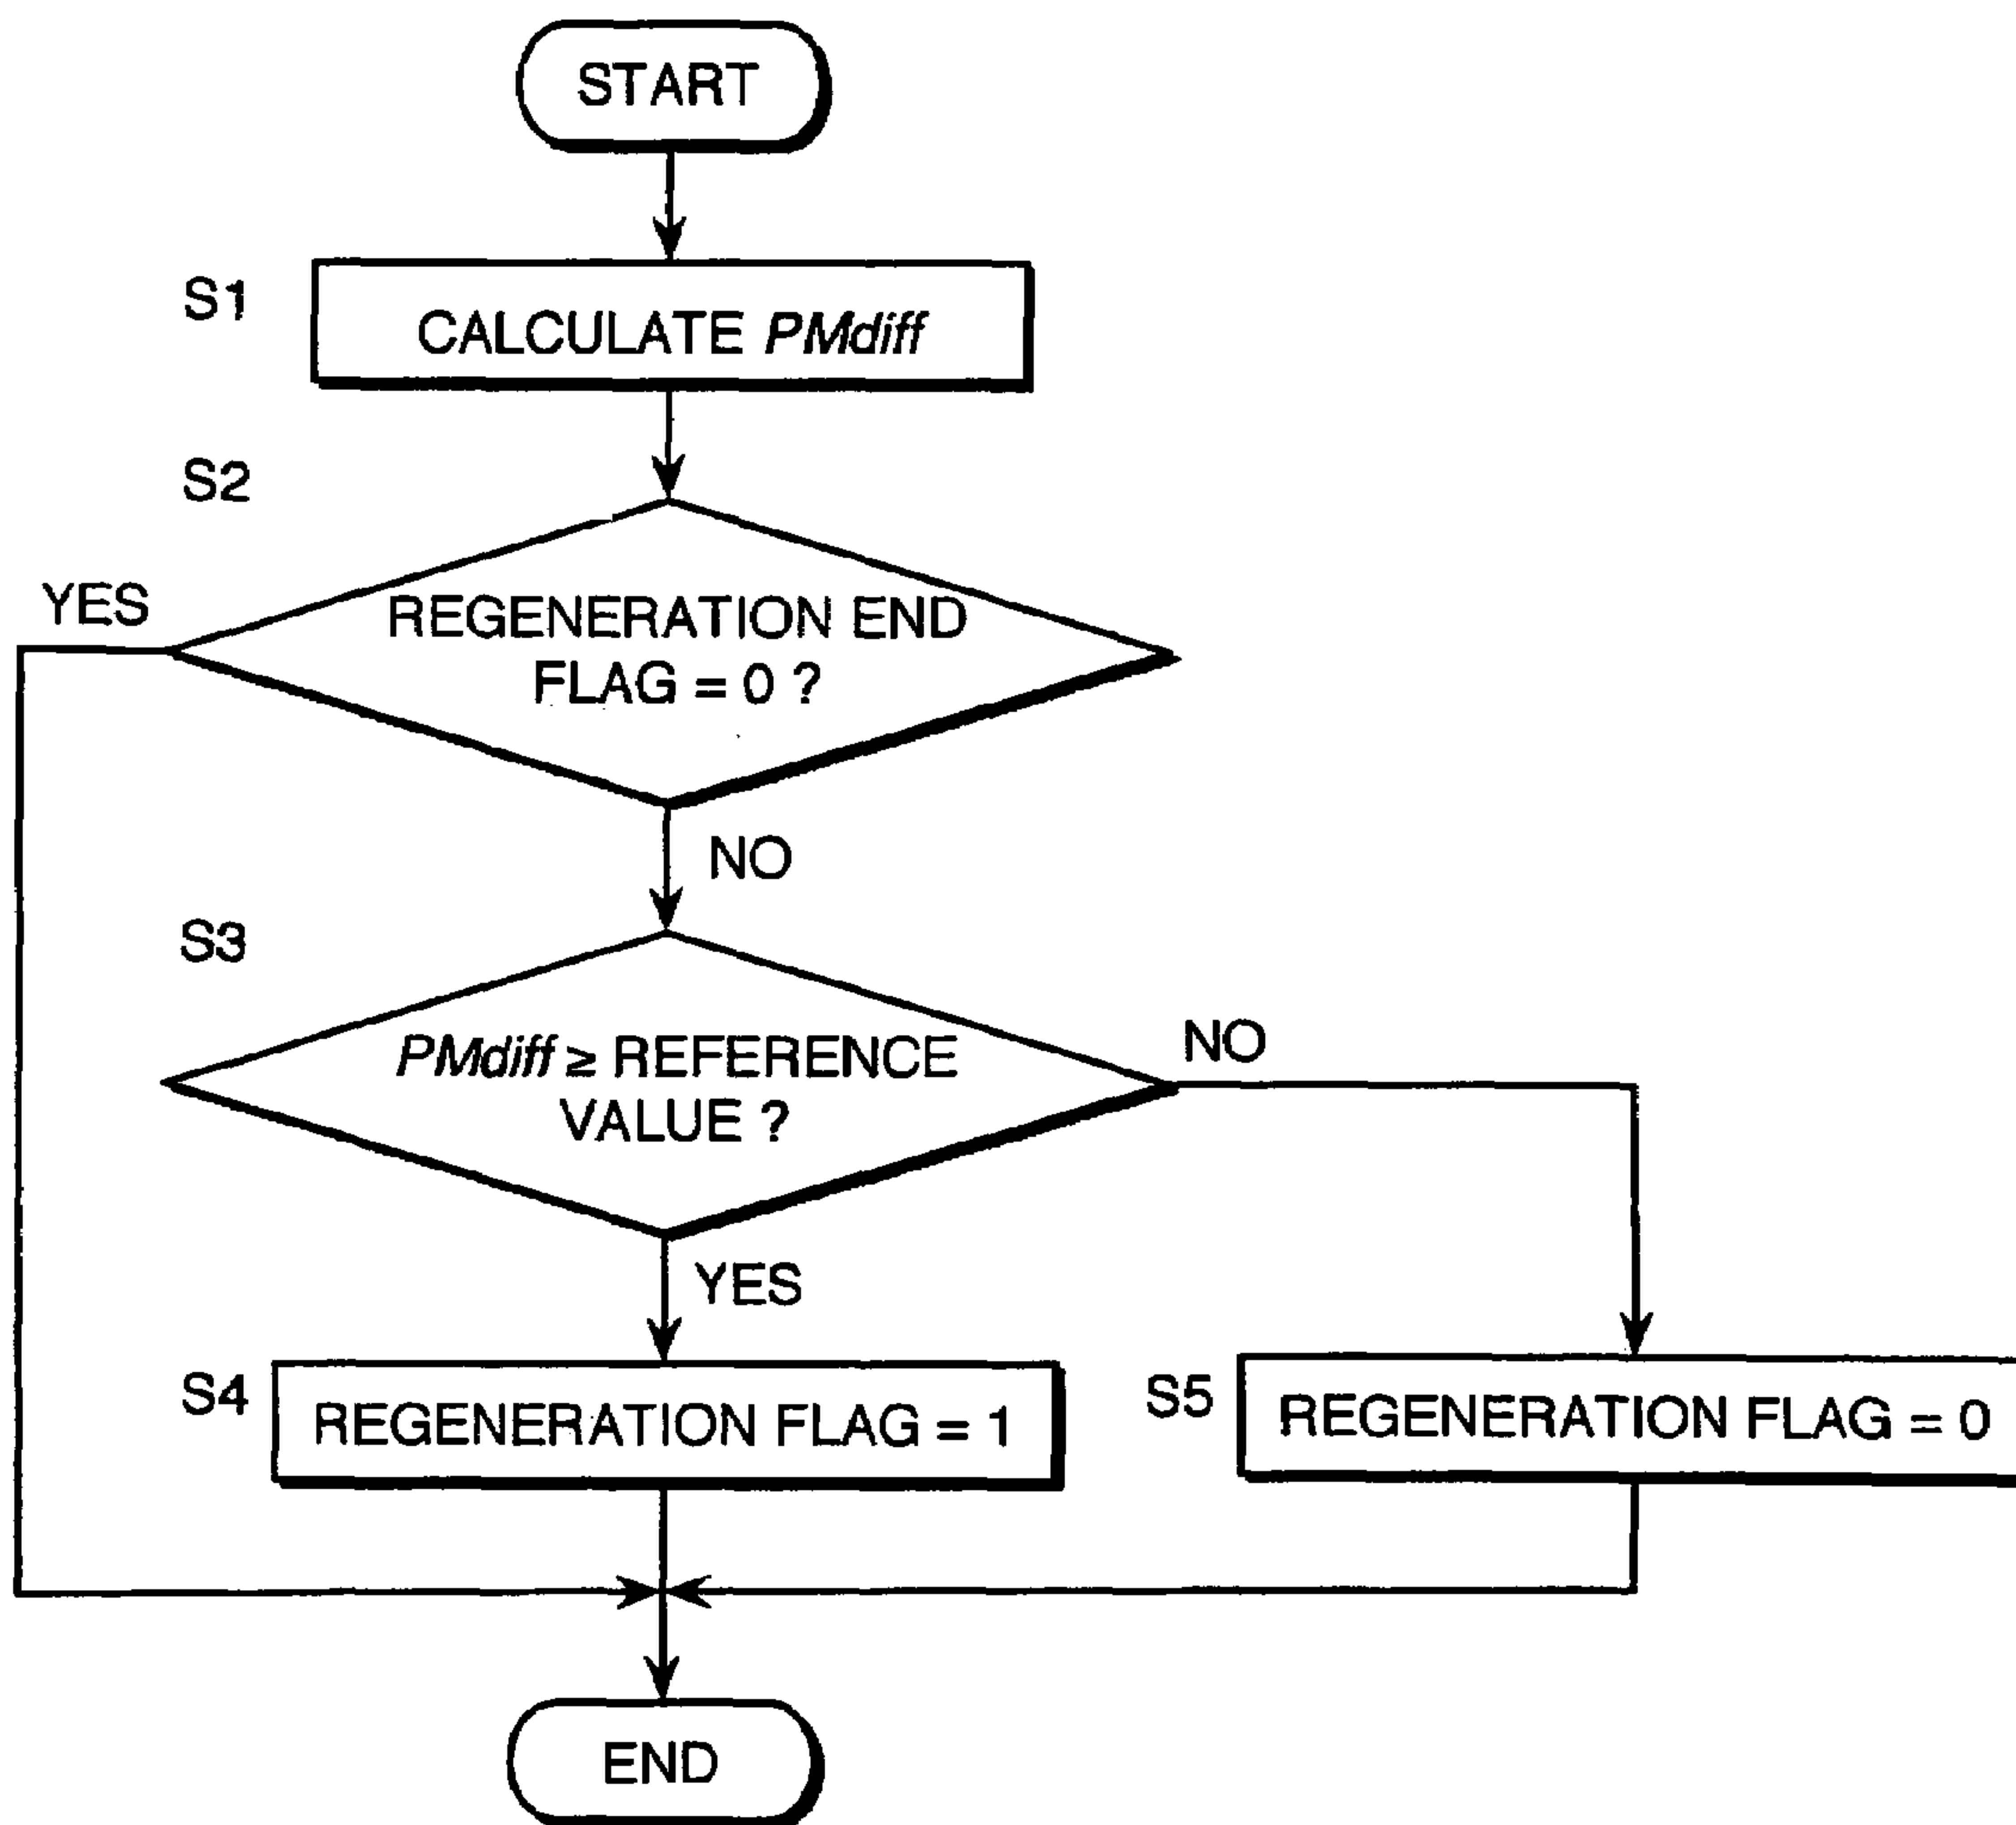 START
S1
CALCULATE PMdiff
S2
YES
REGENERATION END
FLAG = 0 ?
NO
S3
PMdiff ≥ REFERENCE
VALUE ?
NO
YES
S4
REGENERATION FLAG = 1
S5
REGENERATION FLAG = 0
END